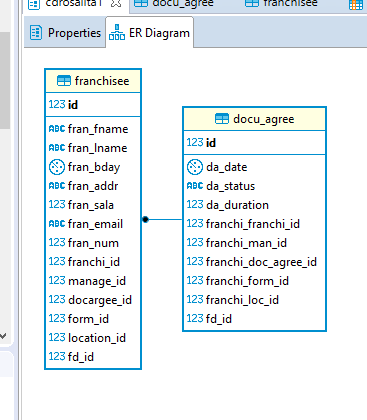 cdrosalita1
docu_agree
franchisee
Properties
ER Diagram
franchisee
123 id
ABC fran_fname
ABC fran_lname
fran_bday
ABC fran_addr
123 fran_sala
ABC fran_email
123 fran_num
123 franchi_id
123 manage_id
123 docargee_id
123 form_id
123 location_id
123 fd_id
docu_agree
123 id
da_date
ABC da_status
123 da_duration
123 franchi_franchi_id
123 franchi_man_id
123 franchi_doc_agree_id
123 franchi_form_id
123 franchi_loc_id
123 fd_id